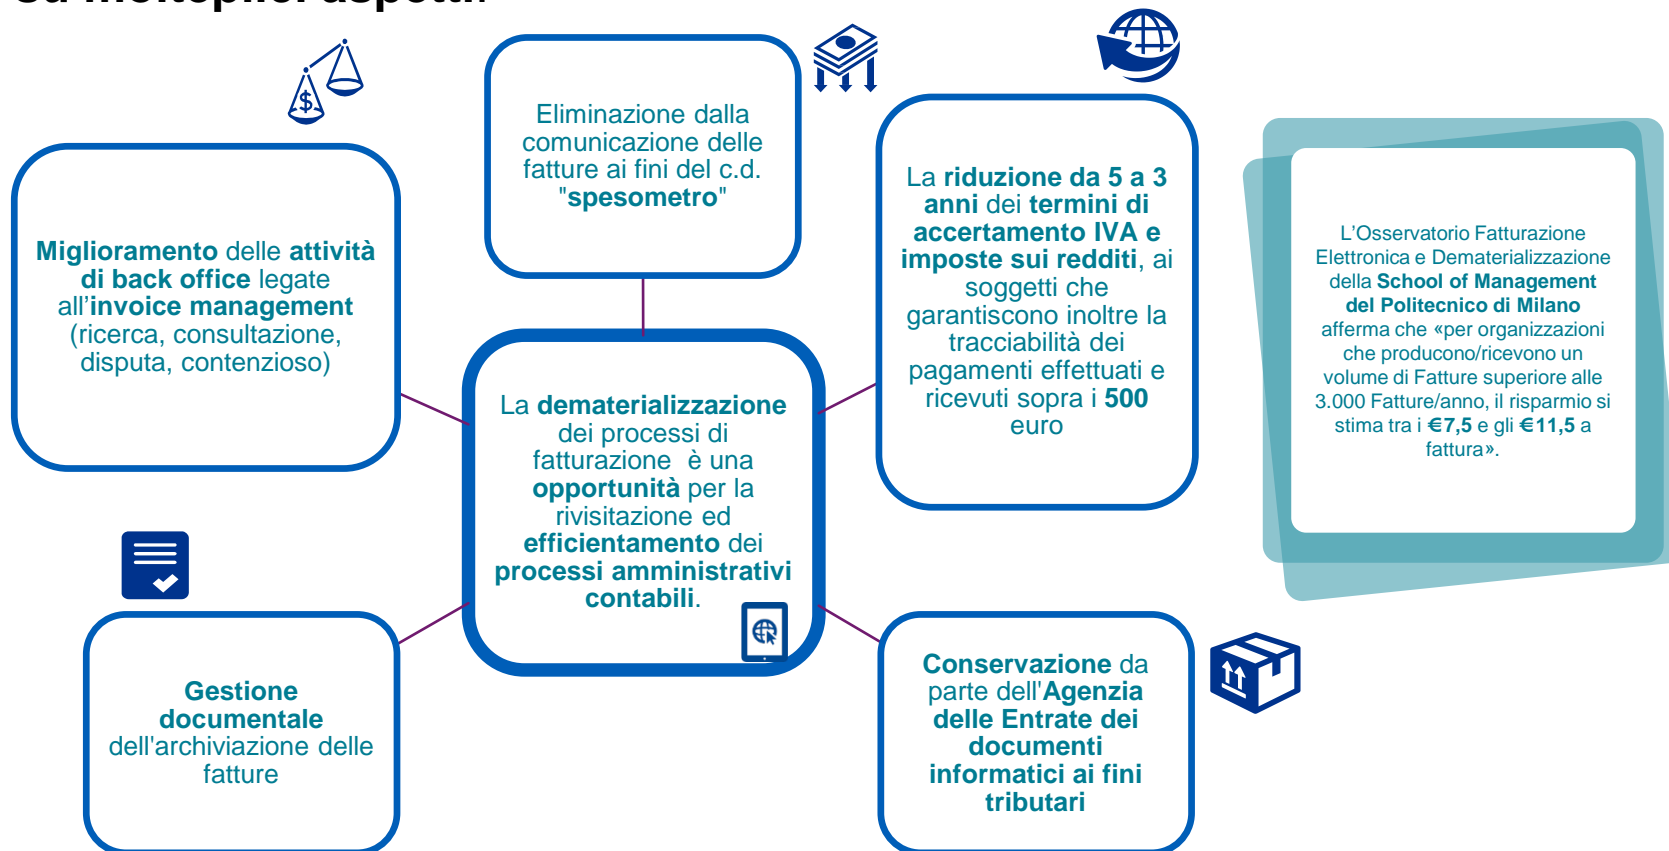 su molteplici aspetti:
Eliminazione dalla
comunicazione delle
fatture ai fini del c.d.
"spesometro"
Miglioramento delle attività
di back office legate
all'invoice management
(ricerca, consultazione,
disputa, contenzioso)
La riduzione da 5 a 3
anni dei termini di
accertamento IVA e
imposte sui redditi, ai
soggetti che
garantiscono inoltre la
tracciabilità dei
pagamenti effettuati e
ricevuti sopra i 500
euro
L'Osservatorio Fatturazione
Elettronica e Dematerializzazione
della School of Management
del Politecnico di Milano
afferma che «per organizzazioni
che producono/ricevono un
volume di Fatture superiore alle
3.000 Fatture/anno, il risparmio si
stima tra i €7,5 e gli €11,5 a
fattura».
La dematerializzazione
dei processi di
fatturazione è una
opportunità per la
rivisitazione ed
efficientamento dei
processi amministrativi
contabili.
Gestione
documentale
dell'archiviazione delle
fatture
Conservazione da
parte dell'Agenzia
delle Entrate dei
documenti
informatici ai fini
tributari